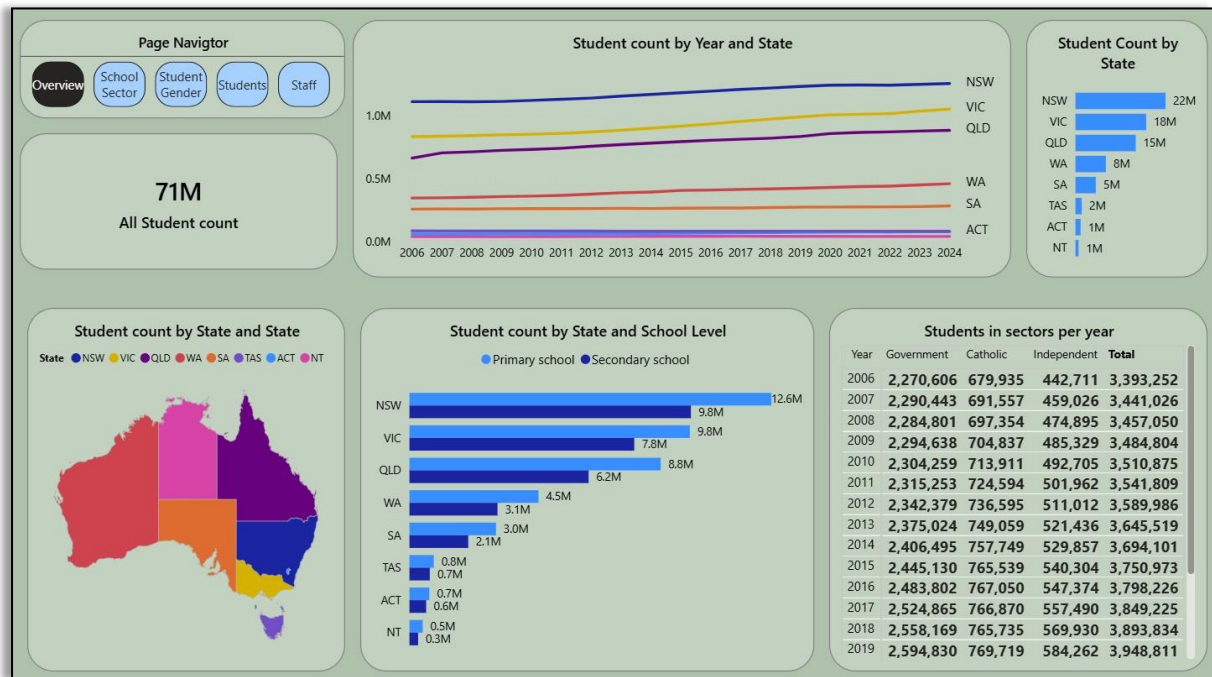 Page Navigtor
Overview
School
Sector
Student
Gender
Students
Staff
71M
All Student count
Student count by Year and State
1.0M
0.5M
0.0M
2006 2007 2008 2009 2010 2011 2012 2013 2014 2015 2016 2017 2018 2019 2020 2021 2022 2023 2024
NSW
VIC
QLD
WA
SA
ACT
Student Count by
State
NSW 22M
VIC 18M
QLD 15M
WA 8M
SA 5M
TAS 2M
ACT 1M
NT 1M
Student count by State and State
State NSW VIC QLD WA SA TAS ACT NT
Student count by State and School Level
Primary school Secondary school
NSW 12.6M
9.8M
VIC 9.8M
7.8M
QLD 8.8M
6.2M
WA 4.5M
3.1M
SA 3.0M
2.1M
TAS 0.8M
0.7M
ACT 0.7M
0.6M
NT 0.5M
0.3M
Students in sectors per year
Year Government Catholic Independent Total
2006 2,270,606 679,935 442,711 3,393,252
2007 2,290,443 691,557 459,026 3,441,026
2008 2,284,801 697,354 474,895 3,457,050
2009 2,294,638 704,837 485,329 3,484,804
2010 2,304,259 713,911 492,705 3,510,875
2011 2,315,253 724,594 501,962 3,541,809
2012 2,342,379 736,595 511,012 3,589,986
2013 2,375,024 749,059 521,436 3,645,519
2014 2,406,495 757,749 529,857 3,694,101
2015 2,445,130 765,539 540,304 3,750,973
2016 2,483,802 767,050 547,374 3,798,226
2017 2,524,865 766,870 557,490 3,849,225
2018 2,558,169 765,735 569,930 3,893,834
2019 2,594,830 769,719 584,262 3,948,811